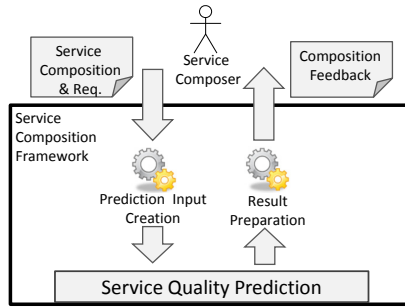 Service
Composition
& Req.
Service
Composer
Composition
Feedback
Service
Composition
Framework
Prediction Input
Creation
Result
Preparation
Service Quality Prediction